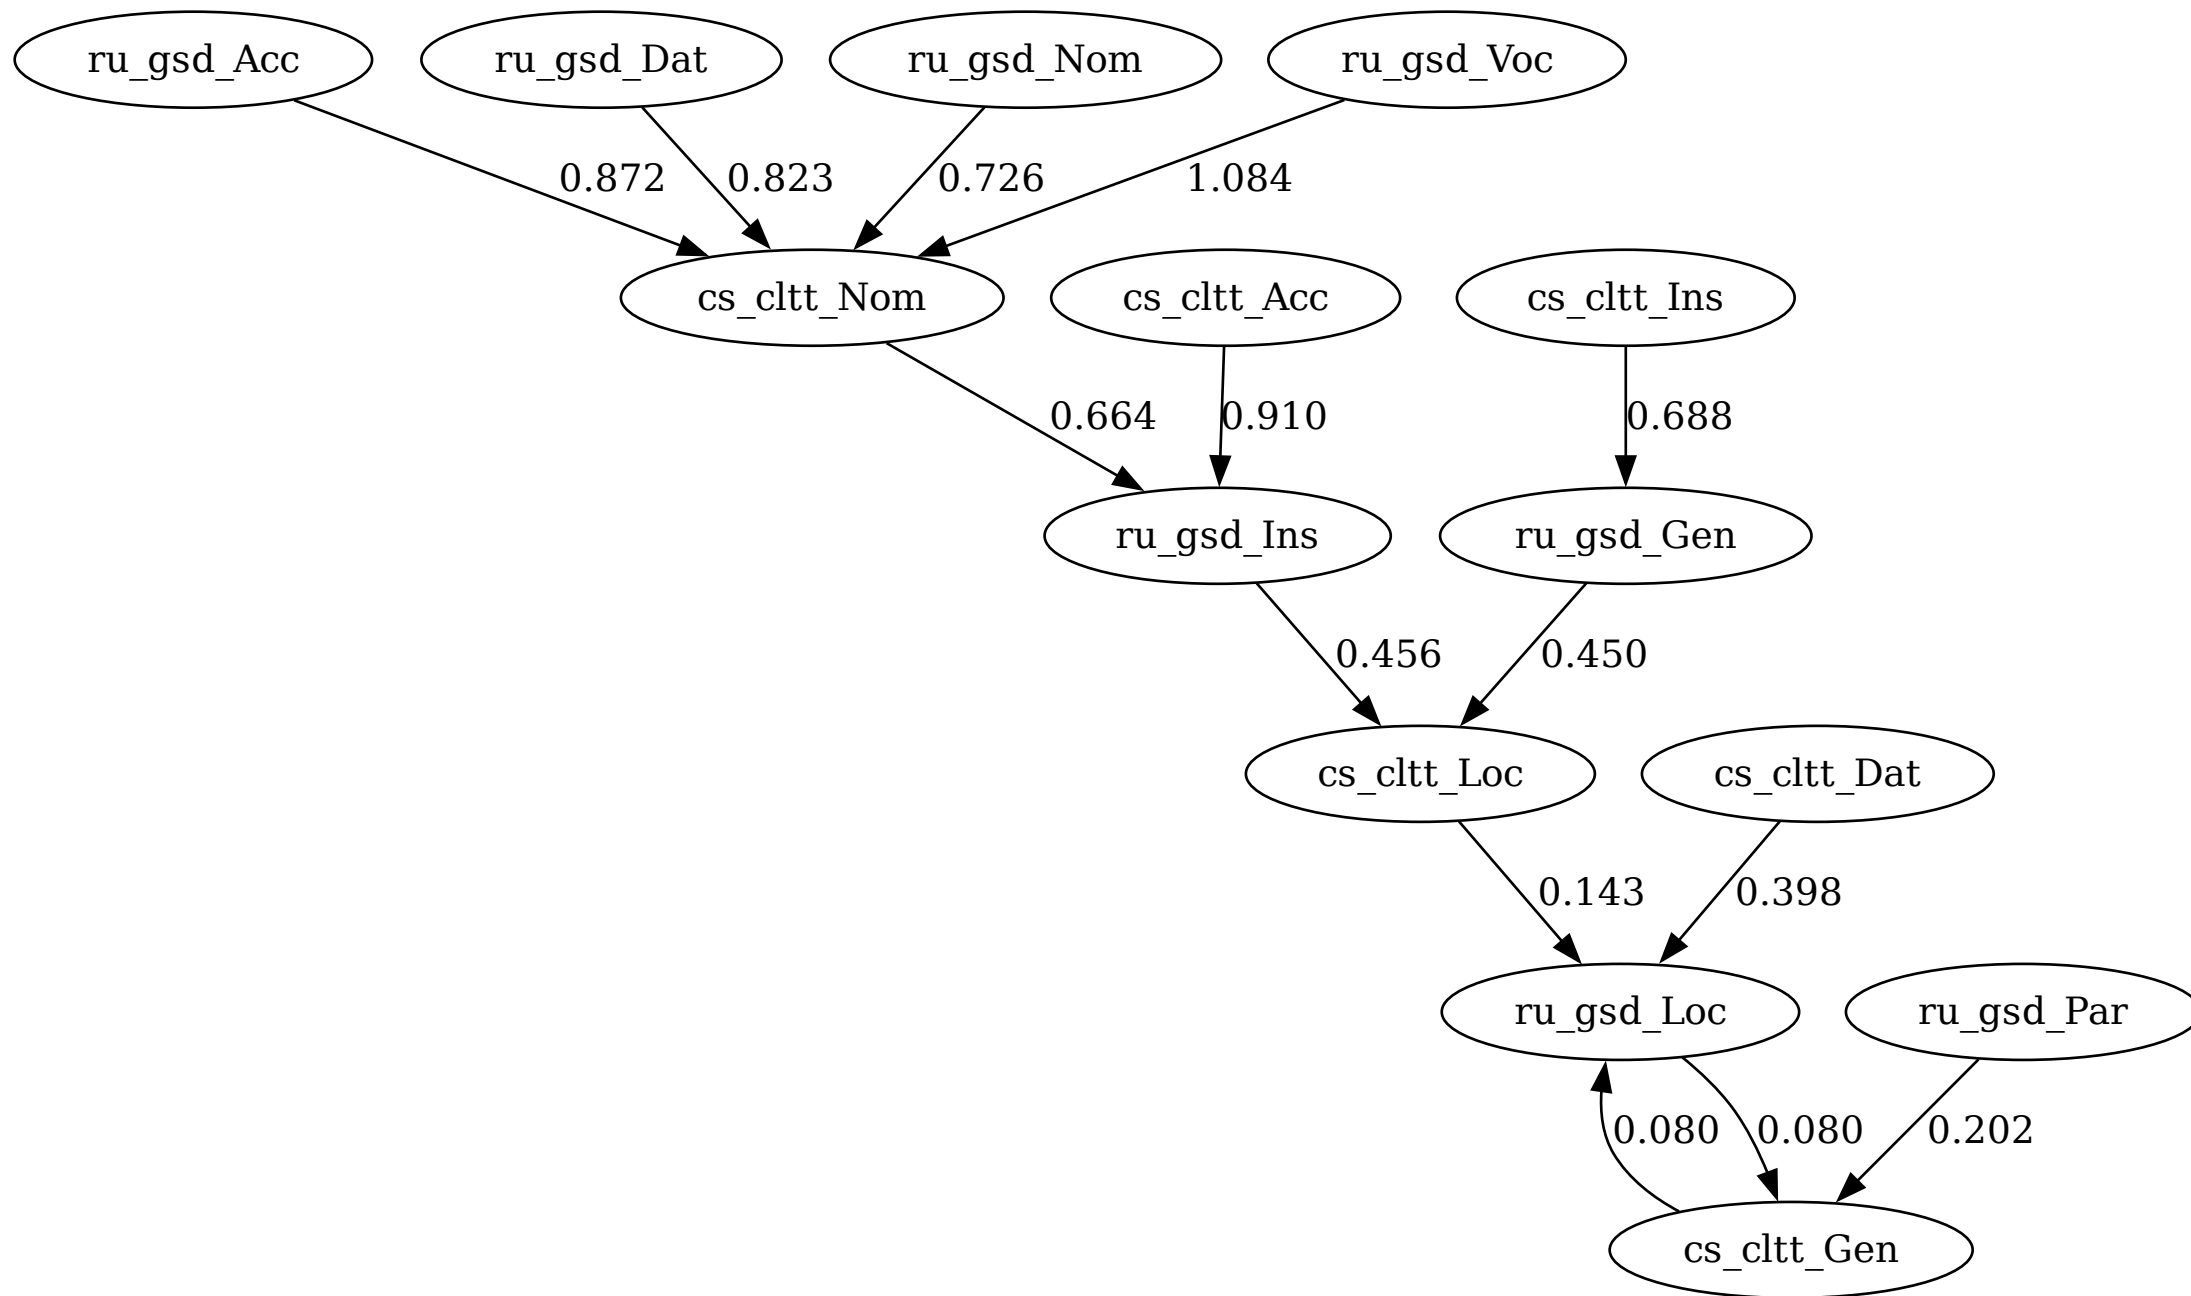 ru_gsd_Acc
ru_gsd_Dat
ru_gsd_Nom
ru_gsd_Voc
0.872
0.823
0.726
1.084
cs_cltt_Nom
cs_cltt_Acc
cs_cltt_Ins
0.664
0.910
0.688
ru_gsd_Ins
ru_gsd_Gen
0.456
0.450
cs_cltt_Loc
cs_cltt_Dat
0.143
0.398
ru_gsd_Loc
ru_gsd_Par
0.080
0.080
0.202
cs_cltt_Gen